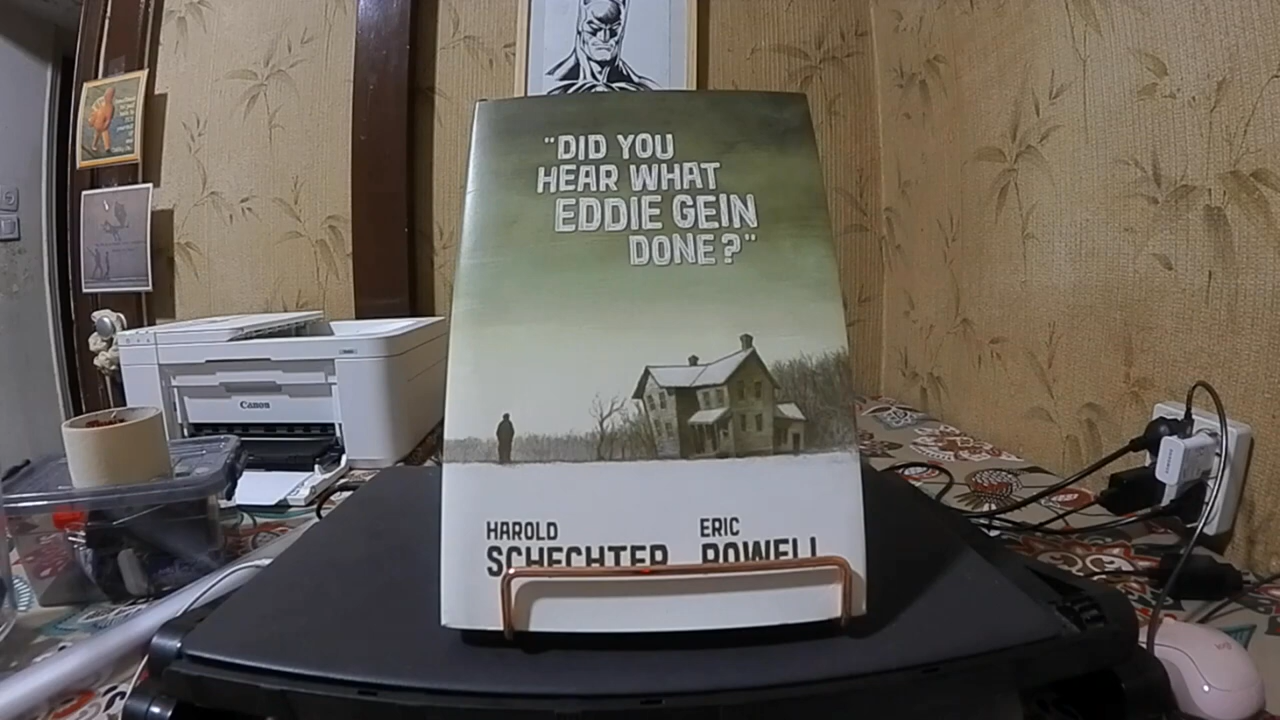 "DID YOU
HEAR WHAT
EDDIE GEIN
DONE?"
HAROLD
SCHECHTER
ERIC
POWELL
Canon